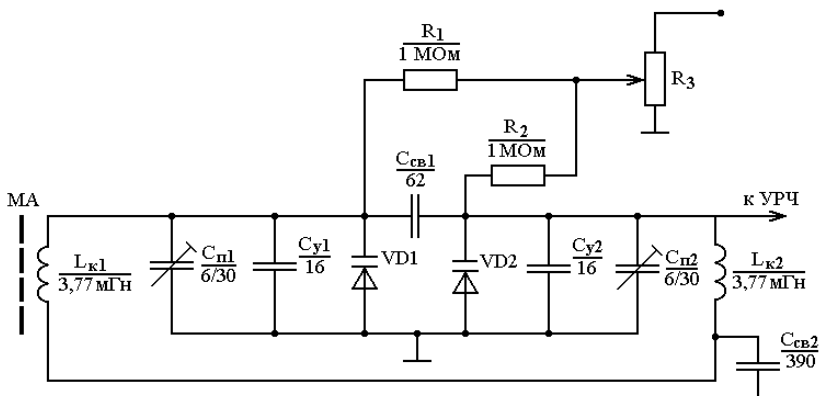 R1
1 МОм
R3
R2
1 МОм
Cсв1
62
МА
к УРЧ
Lк1
3,77 мГн
Cп1
6/30
Cу1
16
VD1
VD2
Cу2
16
Cп2
6/30
Lк2
3,77 мГн
Cсв2
390